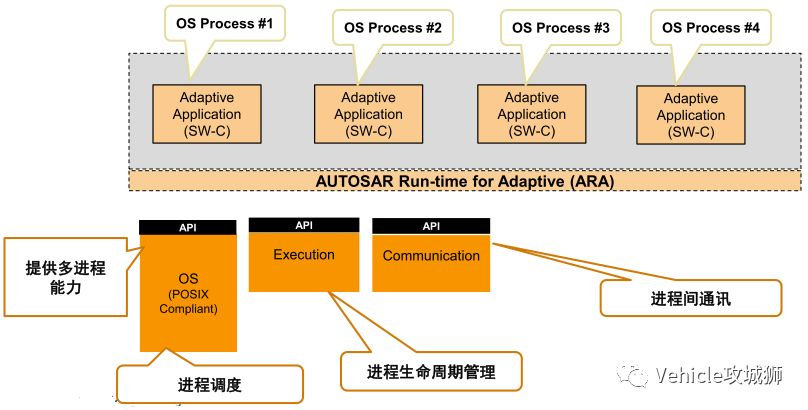 OS Process #1
OS Process #2
OS Process #3
OS Process #4
Adaptive
Application
(SW-C)
Adaptive
Application
(SW-C)
Adaptive
Application
(SW-C)
Adaptive
Application
(SW-C)
AUTOSAR Run-time for Adaptive (ARA)
API
API
API
提供多进程
能力
OS
(POSIX
Compliant)
Execution
Communication
进程间通讯
进程调度
进程生命周期管理
Vehicle攻城狮